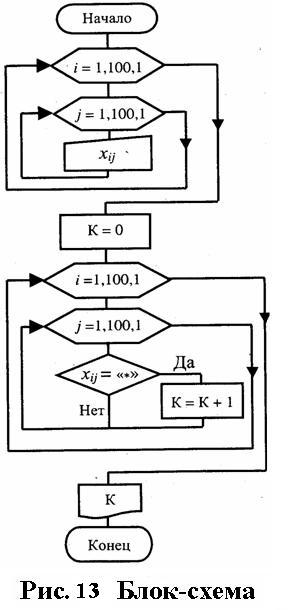 Начало
i = 1,100,1
j = 1,100,1
xij
K = 0
i =1,100,1
j =1,100,1
xij = «*»
Да
Нет
K = K + 1
K
Конец
Рис. 13 Блок-схема